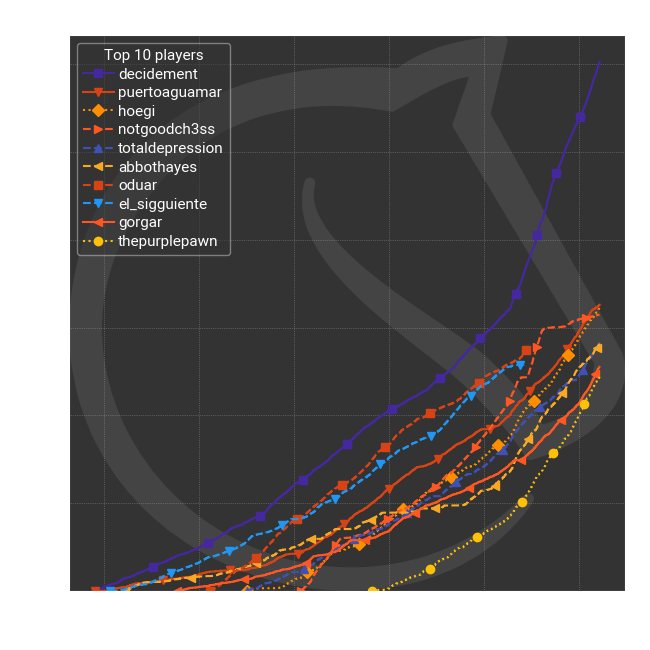 Top 10 players
decidement
puertoaguamar
hoegi
notgoodch3ss
totaldepression
abbothayes
oduar
el_sigguiente
gorgar
thepurplepawn